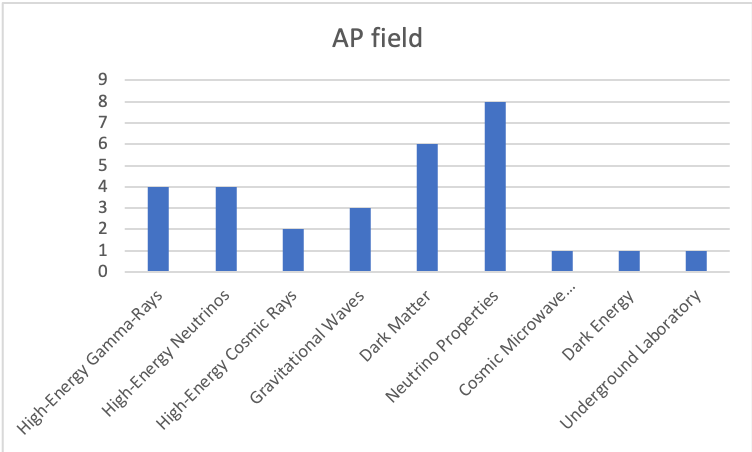 AP field
9
8
7
6
5
4
3
2
1
0
High-Energy Gamma-Rays
High-Energy Neutrinos
High-Energy Cosmic Rays
Gravitational Waves
Dark Matter
Neutrino Properties
Cosmic Microwave...
Dark Energy
Underground Laboratory